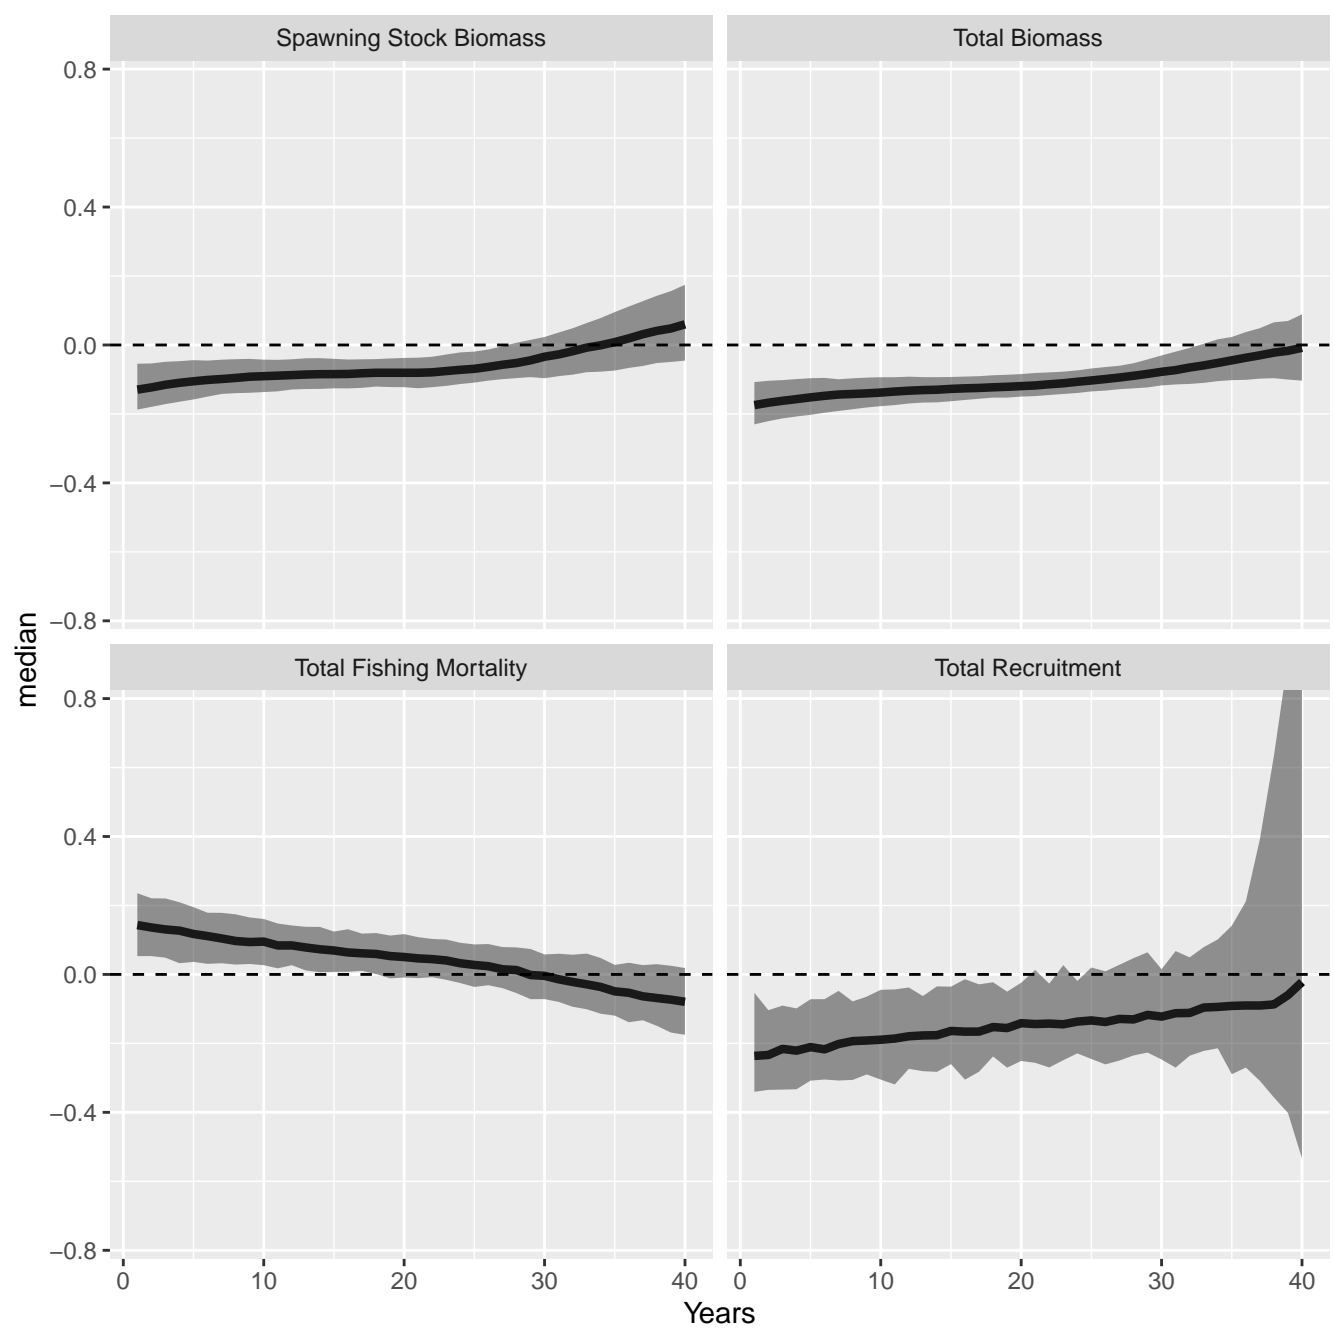 Spawning Stock Biomass
Total Biomass
0.8
0.4
0.0
−0.4
−0.8
median
Total Fishing Mortality
Total Recruitment
0.8
0.4
0.0
−0.4
−0.8
0 10 20 30 40
0 10 20 30 40
Years